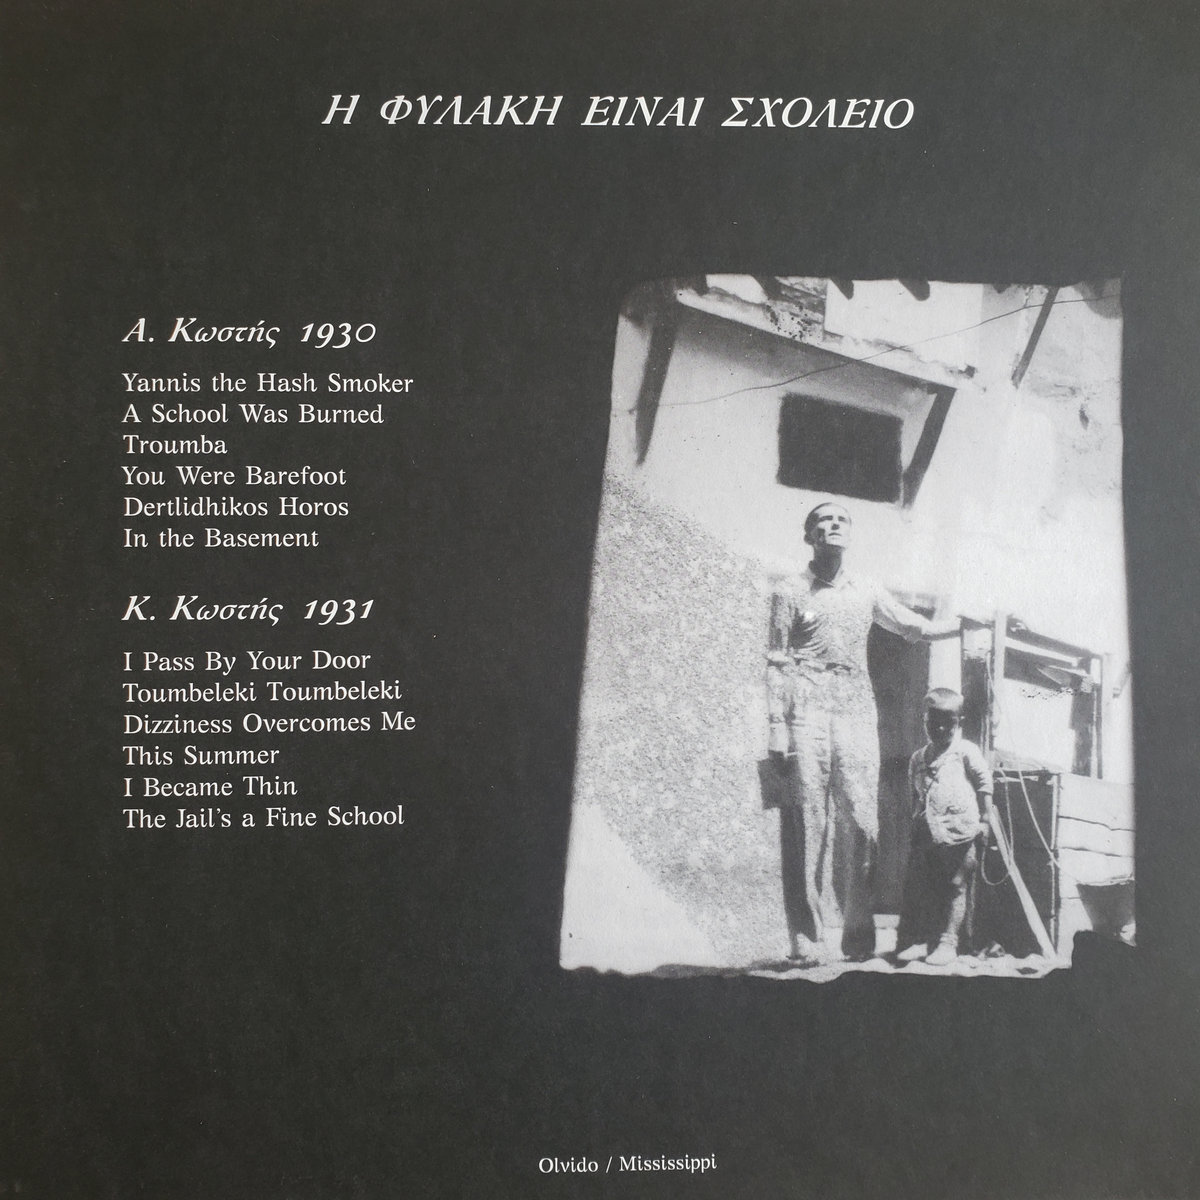 Η ΦΥΛΑΚΗ ΕΙΝΑΙ ΣΧΟΛΕΙΟ
Α. Κωστής 1930
Yannis the Hash Smoker
A School Was Burned
Troumba
You Were Barefoot
Dertlidhikos Horos
In the Basement
Κ. Κωστής 1931
I Pass By Your Door
Toumbeleki Toumbeleki
Dizziness Overcomes Me
This Summer
I Became Thin
The Jail's a Fine School
Olvido / Mississippi